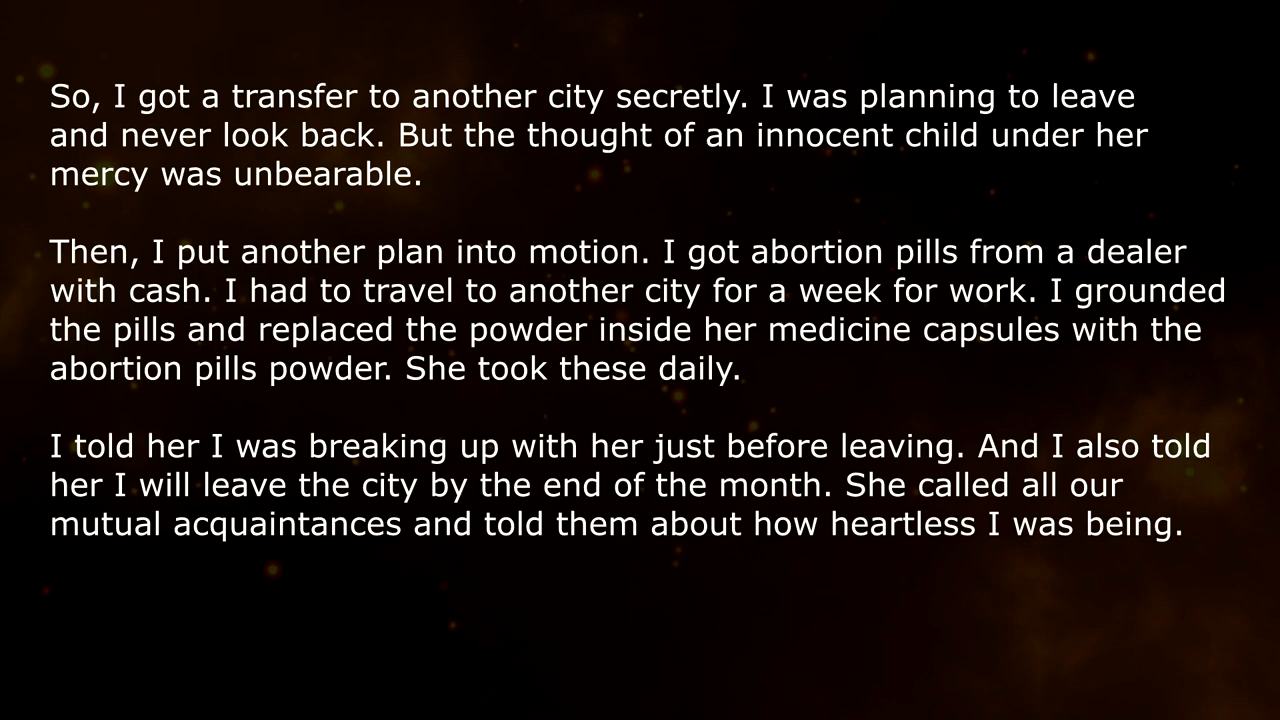 So, I got a transfer to another city secretly. I was planning to leave
and never look back. But the thought of an innocent child under her
mercy was unbearable.
Then, I put another plan into motion. I got abortion pills from a dealer
with cash. I had to travel to another city for a week for work. I grounded
the pills and replaced the powder inside her medicine capsules with the
abortion pills powder. She took these daily.
I told her I was breaking up with her just before leaving. And I also told
her I will leave the city by the end of the month. She called all our
mutual acquaintances and told them about how heartless I was being.